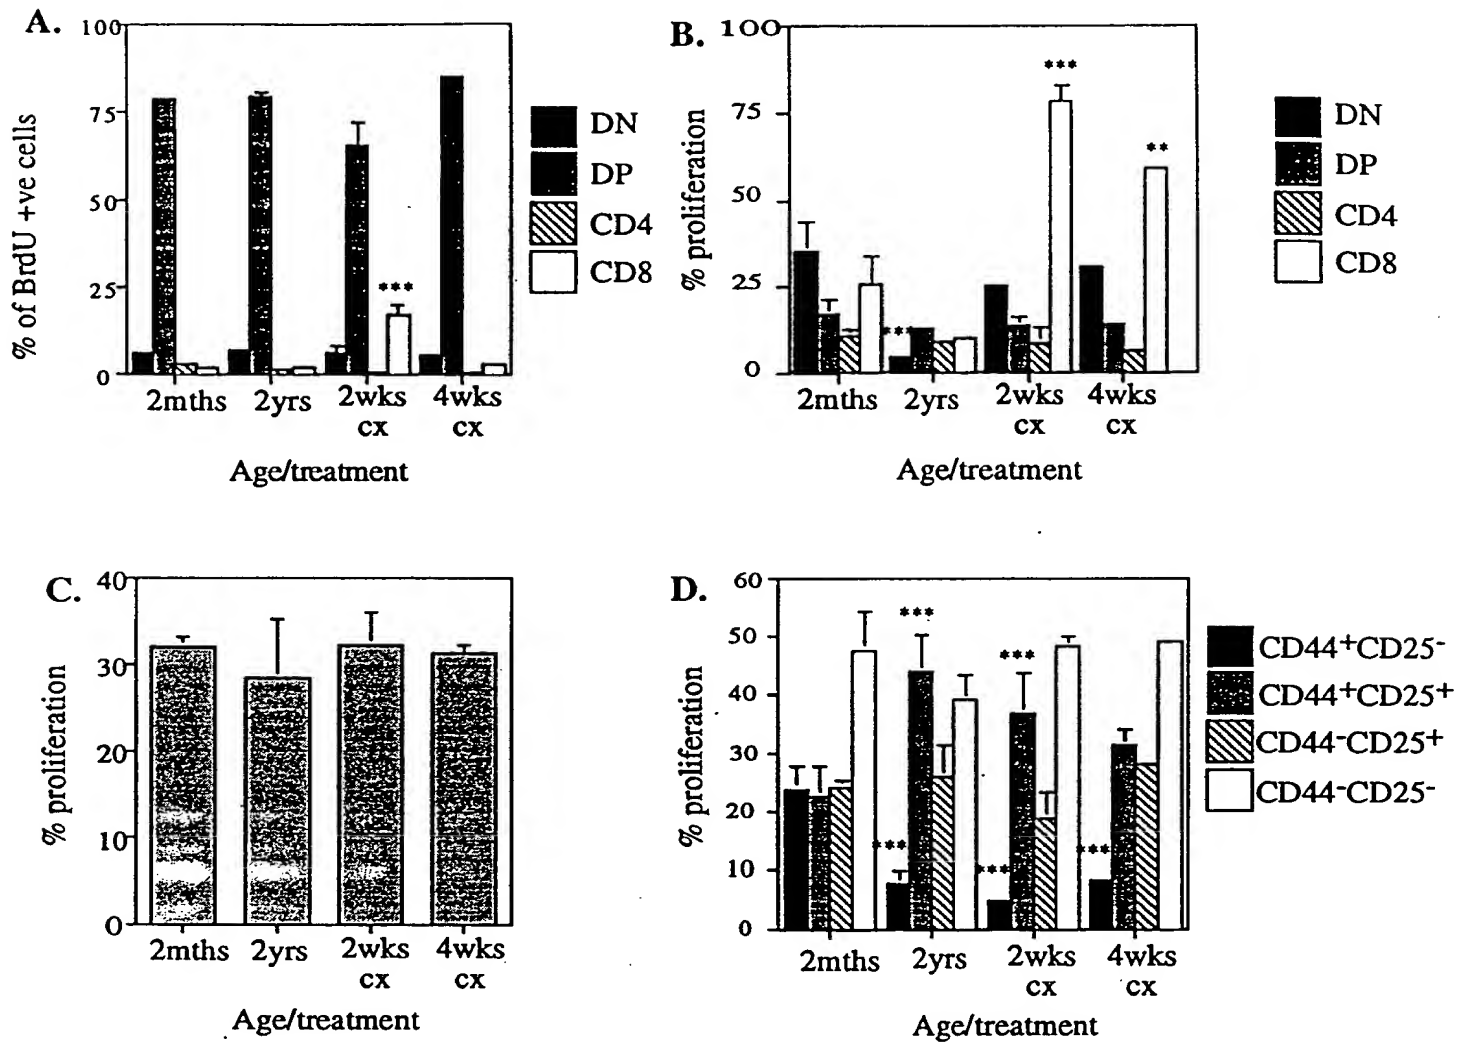 A.
% of BrdU +ve cells
100
75
50
25
0
2mths 2yrs 2wks cx 4wks cx
Age/treatment
DN
DP
CD4
CD8
***
B.
% proliferation
100
75
50
25
0
***
***
**
2mths 2yrs 2wks cx 4wks cx
Age/treatment
DN
DP
CD4
CD8
C.
% proliferation
40
30
20
10
0
2mths 2yrs 2wks cx 4wks cx
Age/treatment
D.
% proliferation
60
50
40
30
20
10
0
***
***
***
***
***
2mths 2yrs 2wks cx 4wks cx
Age/treatment
CD44+CD25-
CD44+CD25+
CD44-CD25+
CD44-CD25-